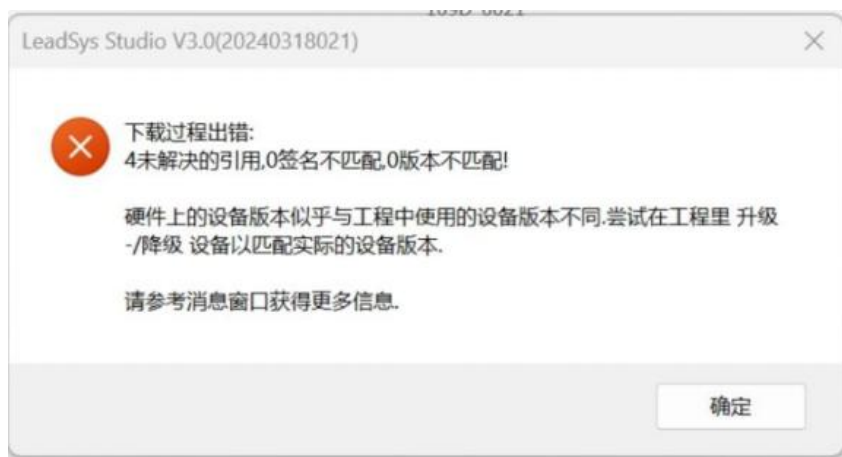 LeadSys Studio V3.0(20240318021)
下载过程出错:
4未解决的引用,0签名不匹配,0版本不匹配!
硬件上的设备版本似乎与工程中使用的设备版本不同.尝试在工程里 升级
-/降级 设备以匹配实际的设备版本.
请参考消息窗口获得更多信息.
确定